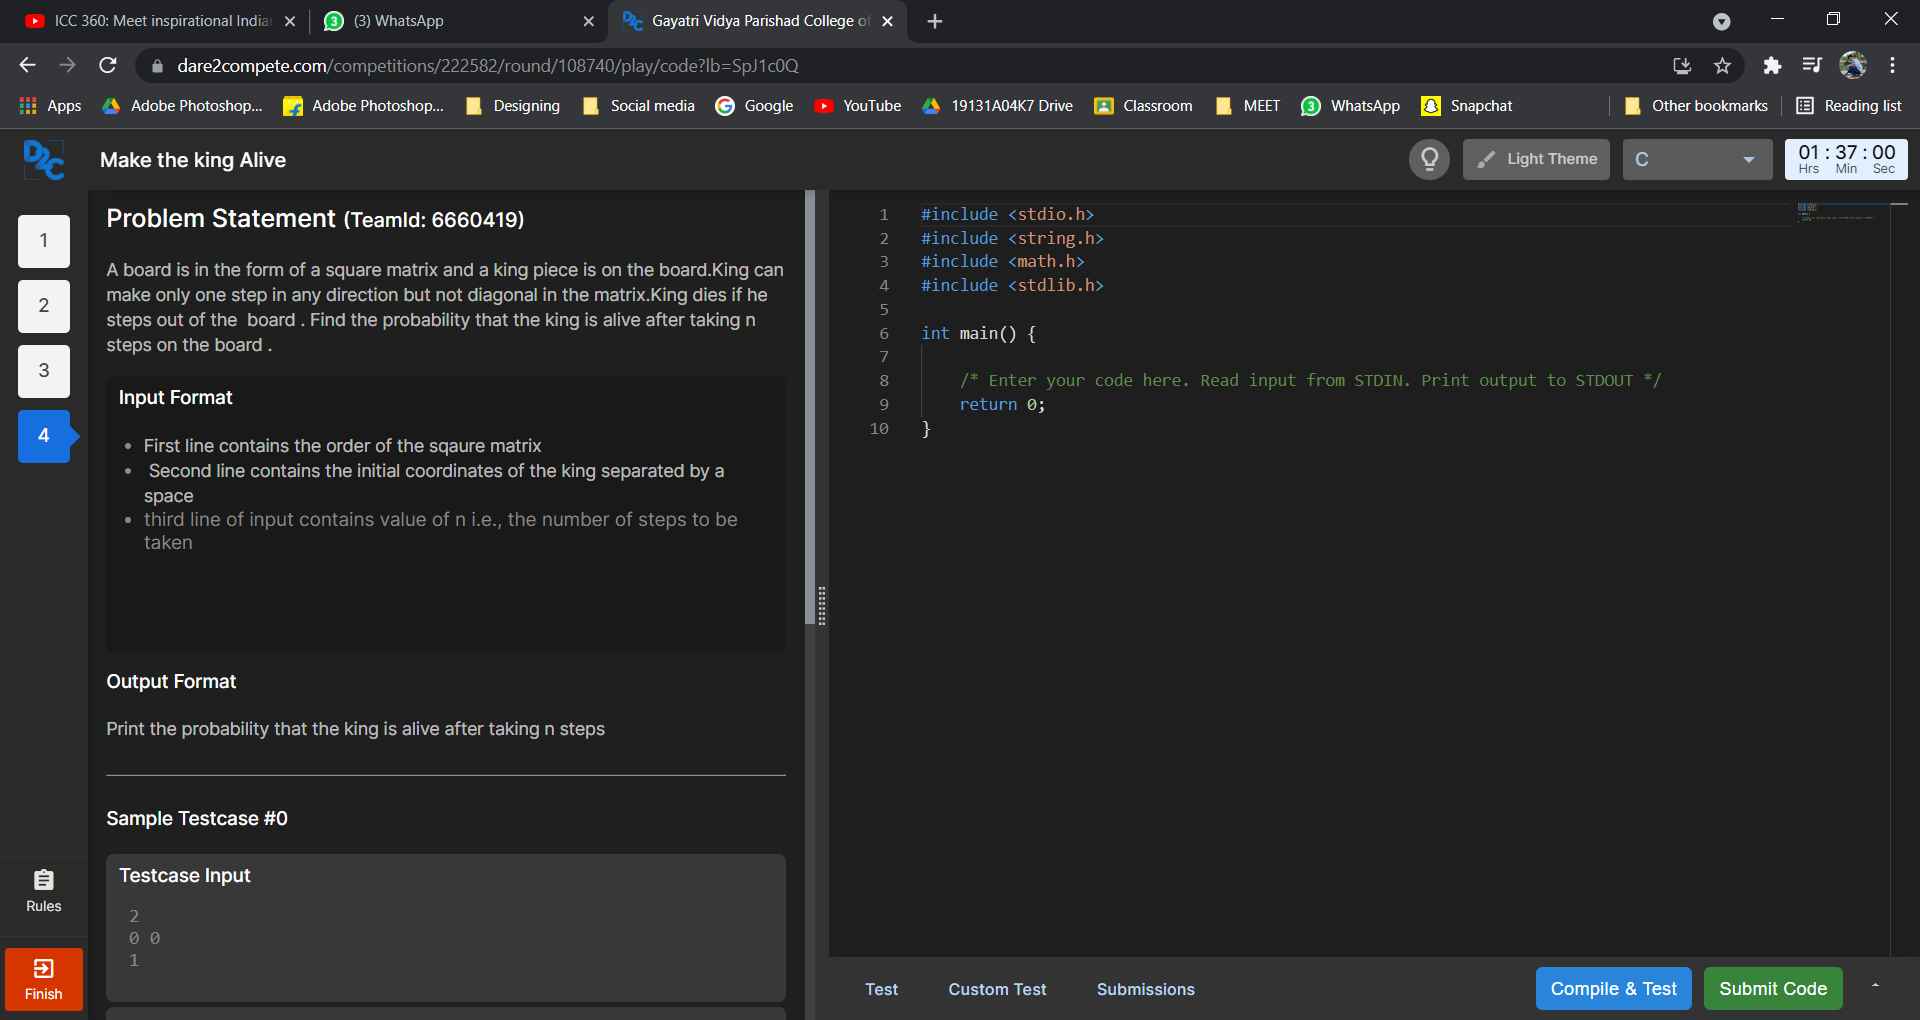 ICC 360: Meet inspirational Indian
(3) WhatsApp
Gayatri Vidya Parishad College of
dare2compete.com/competitions/222582/round/108740/play/code?lb=SpJ1c0Q
Apps
Adobe Photoshop...
Adobe Photoshop...
Designing
Social media
Google
YouTube
19131A04K7 Drive
Classroom
MEET
WhatsApp
Snapchat
Other bookmarks
Reading list
D2C
Make the king Alive
Light Theme
C
01 : 37 : 00
Hrs Min Sec
1
2
3
4
Rules
Finish
Problem Statement (TeamId: 6660419)
A board is in the form of a square matrix and a king piece is on the board.King can
make only one step in any direction but not diagonal in the matrix.King dies if he
steps out of the board . Find the probability that the king is alive after taking n
steps on the board .
Input Format
• First line contains the order of the sqaure matrix
• Second line contains the initial coordinates of the king separated by a
space
• third line of input contains value of n i.e., the number of steps to be
taken
Output Format
Print the probability that the king is alive after taking n steps
Sample Testcase #0
Testcase Input
2
0 0
1
1 #include <stdio.h>
2 #include <string.h>
3 #include <math.h>
4 #include <stdlib.h>
5
6 int main() {
7
8 /* Enter your code here. Read input from STDIN. Print output to STDOUT */
9 return 0;
10 }
Test
Custom Test
Submissions
Compile & Test
Submit Code